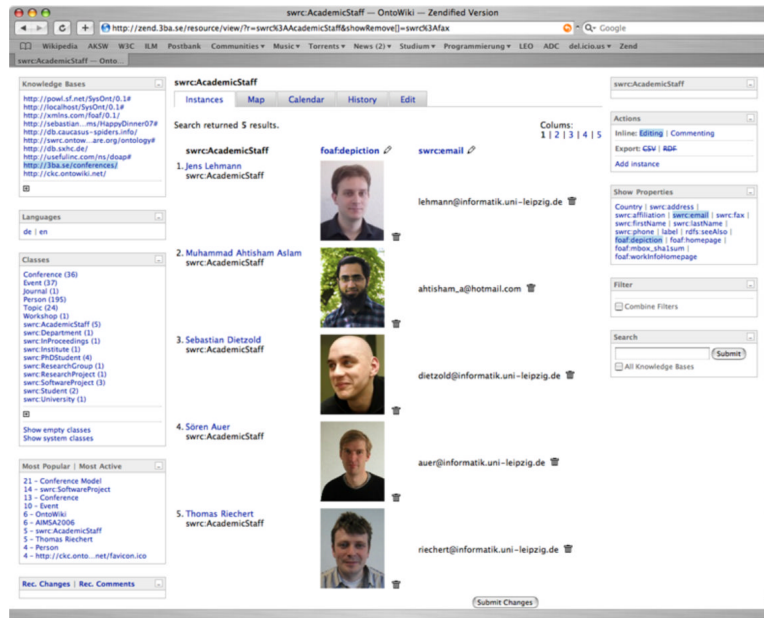 swrc:AcademicStaff — OntoWiki — Zendified Version
http://zend.3ba.se/resource/view/?r=swrc%3AAcademicStaff&showRemove[]=swrc%3Afax
Google
Wikipedia AKSW W3C ILM Postbank Communities Music Torrents News (2) Studium Programmierung LEO ADC del.icio.us Zend
swrc:AcademicStaff — Onto...
Knowledge Bases
http://powl.sf.net/SysOnt/0.1#
http://localhost/SysOnt/0.1#
http://xmlns.com/foaf/0.1/
http://sebastian...ms/HappyDinner07#
http://db.caucasus-spiders.info/
http://swrc.ontow...are.org/ontology#
http://db.sxhc.de/
http://usefulinc.com/ns/doap#
http://3ba.se/conferences/
http://ckc.ontowiki.net/
Languages
de | en
Classes
Conference (36)
Event (37)
Journal (1)
Person (195)
Topic (24)
Workshop (1)
swrc:AcademicStaff (5)
swrc:Department (1)
swrc:InProceedings (1)
swrc:Institute (1)
swrc:PhDStudent (4)
swrc:ResearchGroup (1)
swrc:ResearchProject (1)
swrc:SoftwareProject (3)
swrc:Student (2)
swrc:University (1)
Show empty classes
Show system classes
Most Popular | Most Active
21 - Conference Model
14 - swrc:SoftwareProject
13 - Conference
10 - Event
6 - OntoWiki
6 - AIMSA2006
5 - swrc:AcademicStaff
5 - Thomas Riechert
4 - Person
4 - http://ckc.onto...net/favicon.ico
Rec. Changes | Rec. Comments
swrc:AcademicStaff
Instances Map Calendar History Edit
Search returned 5 results.
Colums:
1 | 2 | 3 | 4 | 5
swrc:AcademicStaff foaf:depiction swrc:email
1. Jens Lehmann
swrc:AcademicStaff
lehmann@informatik.uni-leipzig.de
2. Muhammad Ahtisham Aslam
swrc:AcademicStaff
ahtisham_a@hotmail.com
3. Sebastian Dietzold
swrc:AcademicStaff
dietzold@informatik.uni-leipzig.de
4. Sören Auer
swrc:AcademicStaff
auer@informatik.uni-leipzig.de
5. Thomas Riechert
swrc:AcademicStaff
riechert@informatik.uni-leipzig.de
Submit Changes
swrc:AcademicStaff
Actions
Inline: Editing | Commenting
Export: CSV | RDF
Add instance
Show Properties
Country | swrc:address |
swrc:affiliation | swrc:email | swrc:fax |
swrc:firstName | swrc:lastName |
swrc:phone | label | rdfs:seeAlso |
foaf:depiction | foaf:homepage |
foaf:mbox_sha1sum |
foaf:workInfoHomepage
Filter
Combine Filters
Search
Submit
All Knowledge Bases